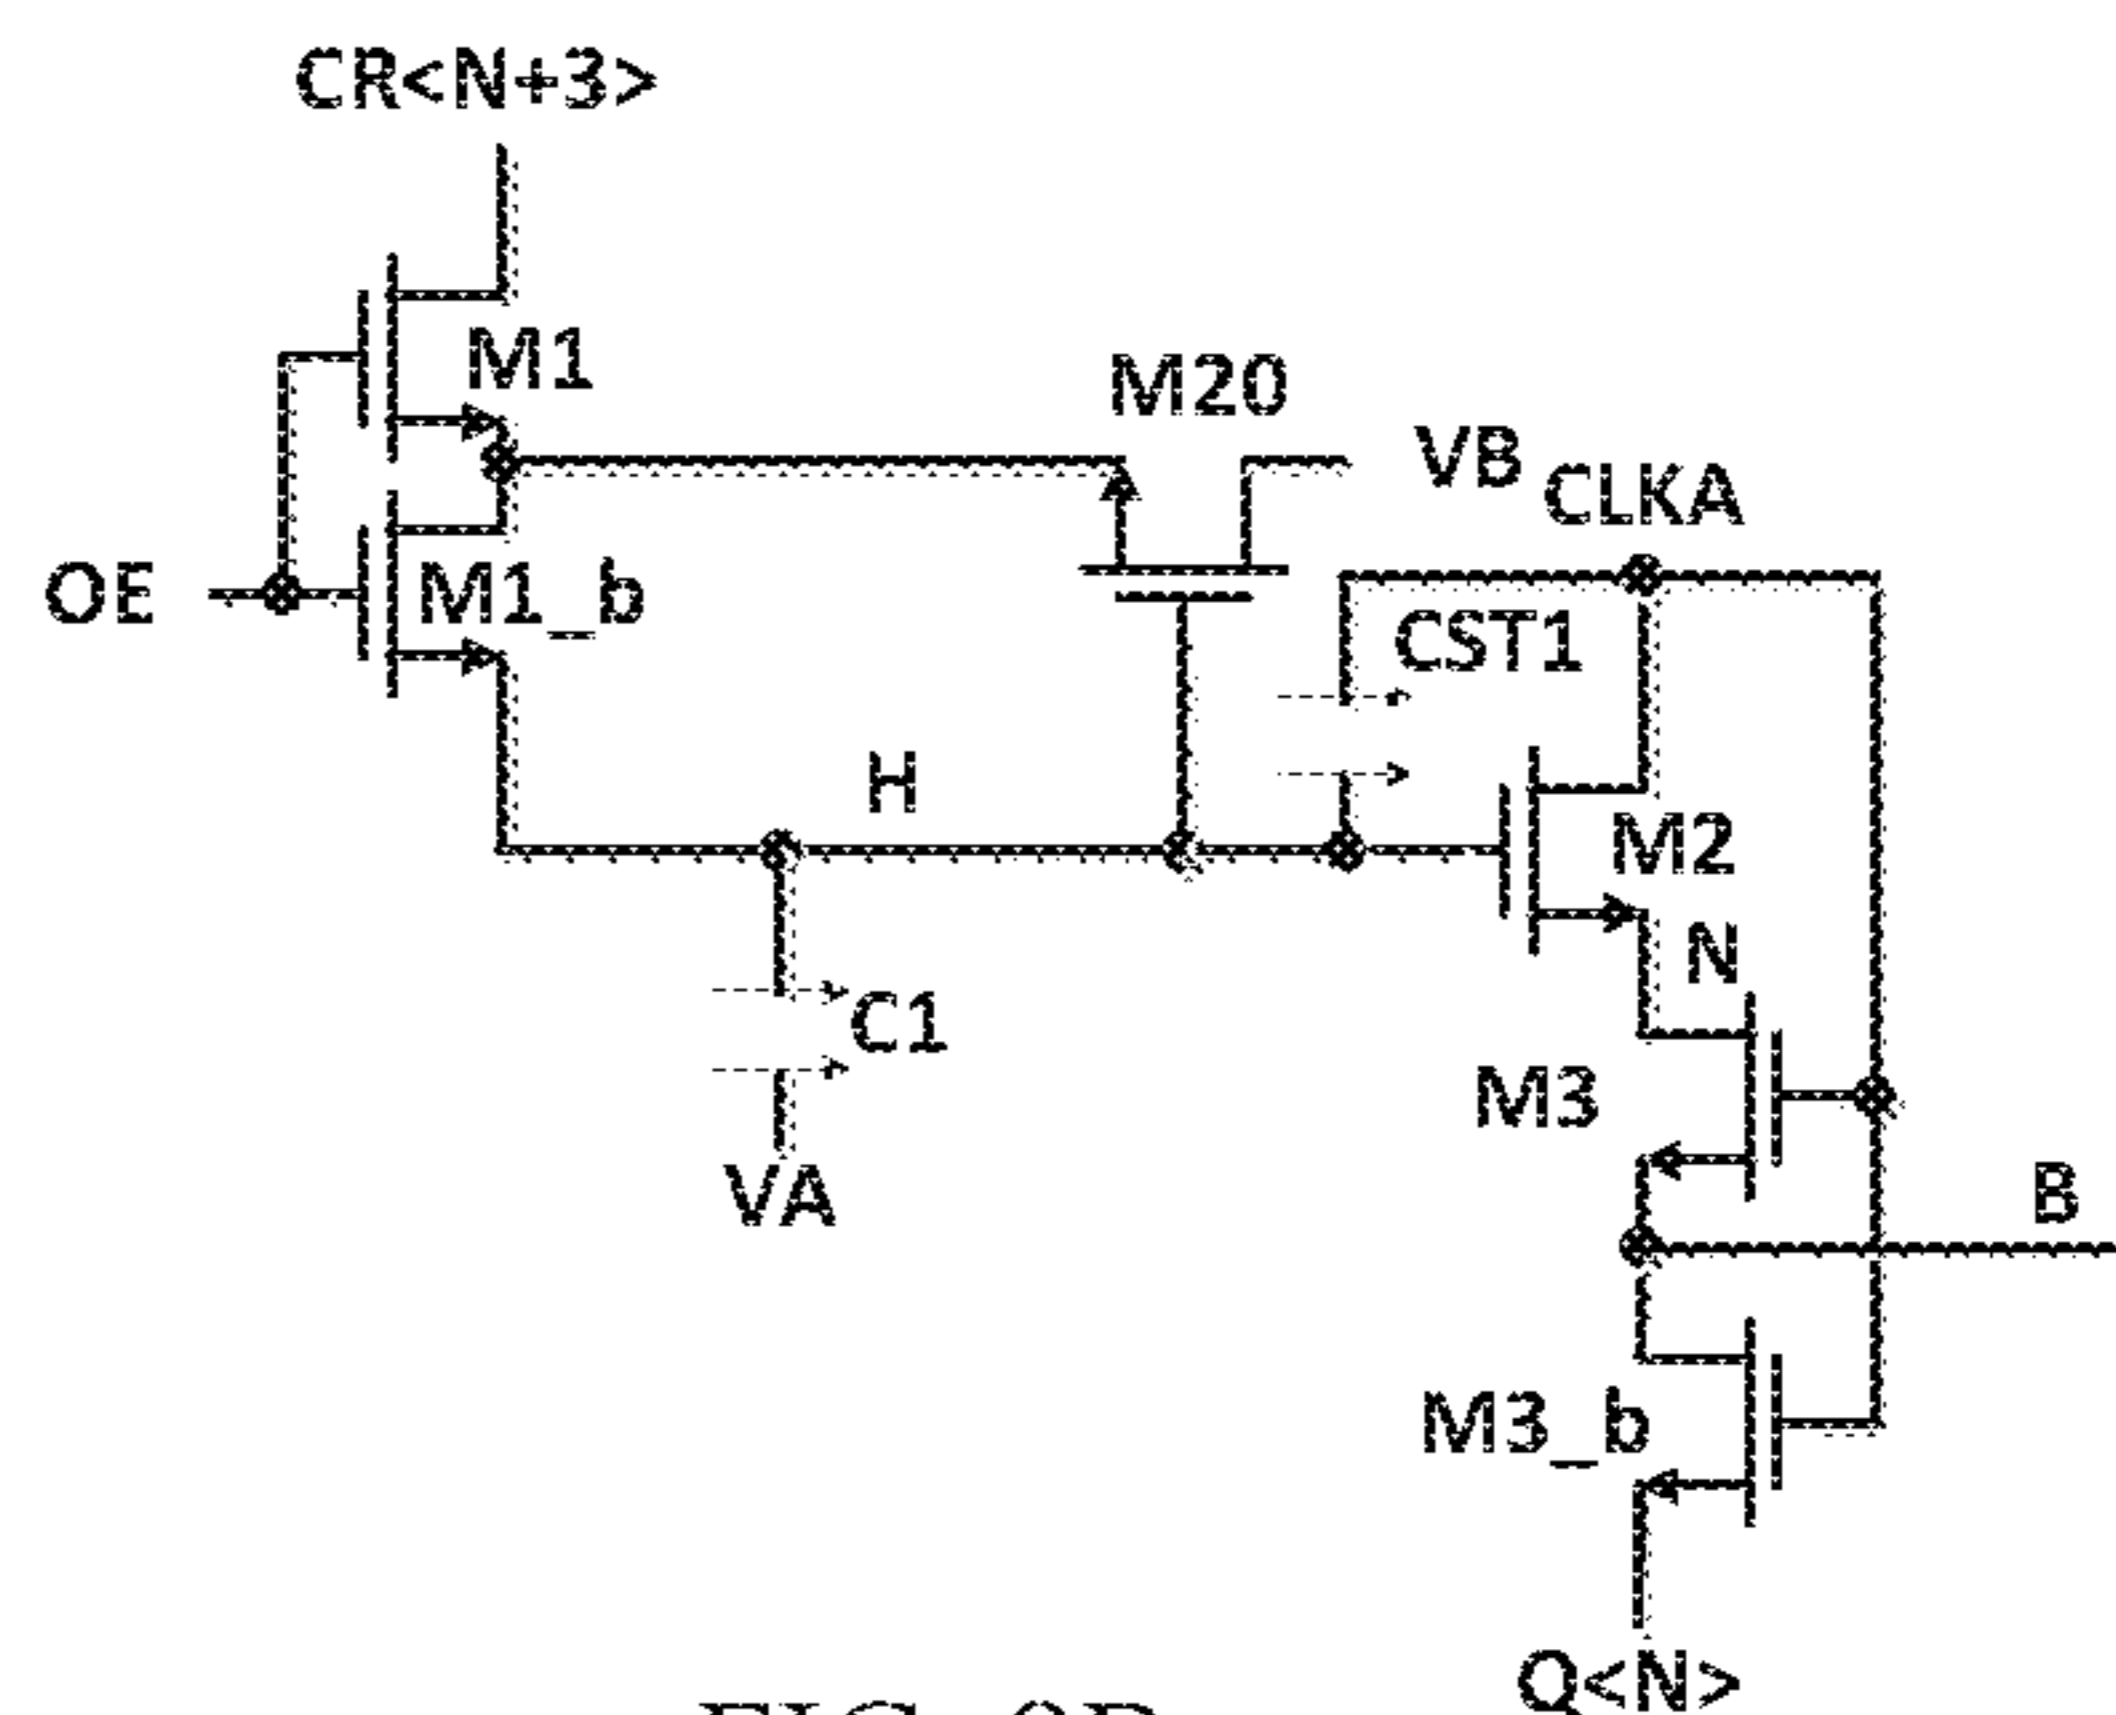 CR<N+3>
M1
M20
VB
CLKA
OE
M1_b
CST1
H
M2
N
C1
M3
VA
B
M3_b
Q<N>